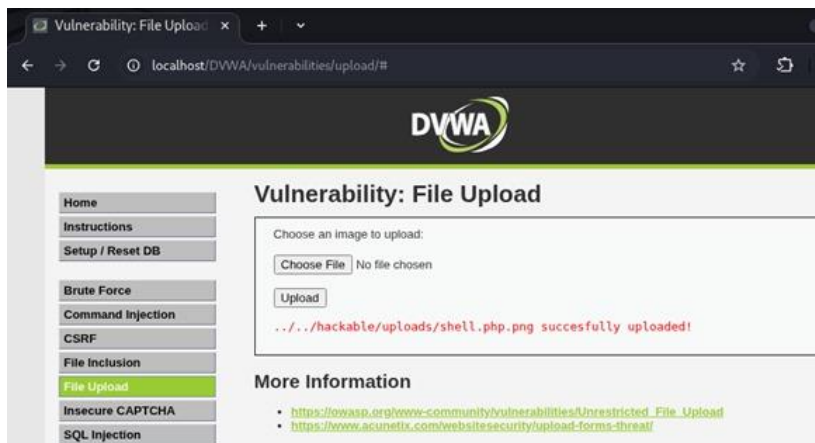 Vulnerability: File Upload
localhost/DVWA/vulnerabilities/upload/#
DVWA
Home
Instructions
Setup / Reset DB
Brute Force
Command Injection
CSRF
File Inclusion
File Upload
Insecure CAPTCHA
SQL Injection
Vulnerability: File Upload
Choose an image to upload:
Choose File No file chosen
Upload
../../hackable/uploads/shell.php.png succesfully uploaded!
More Information
https://owasp.org/www-community/vulnerabilities/Unrestricted_File_Upload
https://www.acunetix.com/websitesecurity/upload-forms-threat/